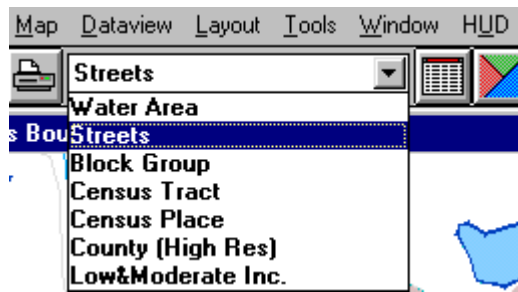 Map Dataview Layout Tools Window HUD
Streets
Water Area
s Bou Streets
Block Group
Census Tract
Census Place
County (High Res)
Low&Moderate Inc.